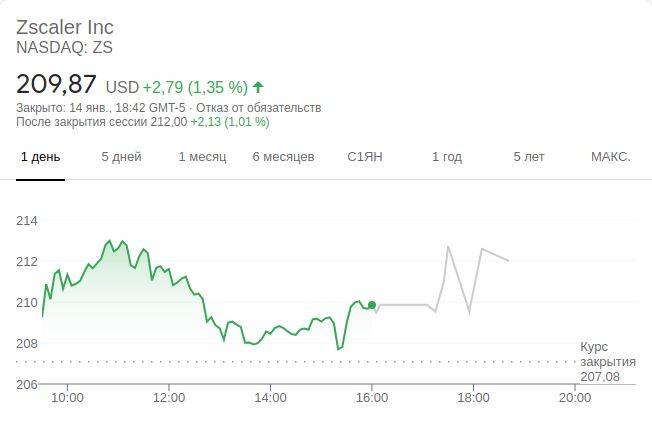 Zscaler Inc
NASDAQ: ZS
209,87 USD +2,79 (1,35 %)
Закрыто: 14 янв., 18:42 GMT-5 · Отказ от обязательств
После закрытия сессии 212,00 +2,13 (1,01 %)
1 день 5 дней 1 месяц 6 месяцев С1ЯН 1 год 5 лет МАКС.
214
212
210
208
206
Курс
закрытия
207,08
10:00 12:00 14:00 16:00 18:00 20:00